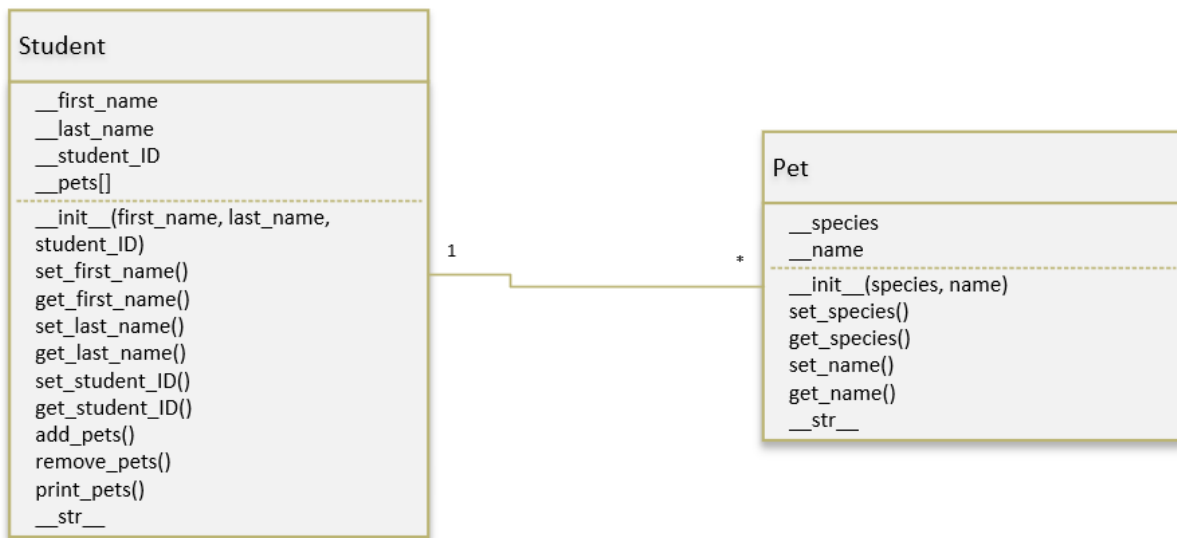 Student
__first_name
__last_name
__student_ID
__pets[]
__init__(first_name, last_name,
student_ID)
set_first_name()
get_first_name()
set_last_name()
get_last_name()
set_student_ID()
get_student_ID()
add_pets()
remove_pets()
print_pets()
__str__
1
*
Pet
__species
__name
__init__(species, name)
set_species()
get_species()
set_name()
get_name()
__str__